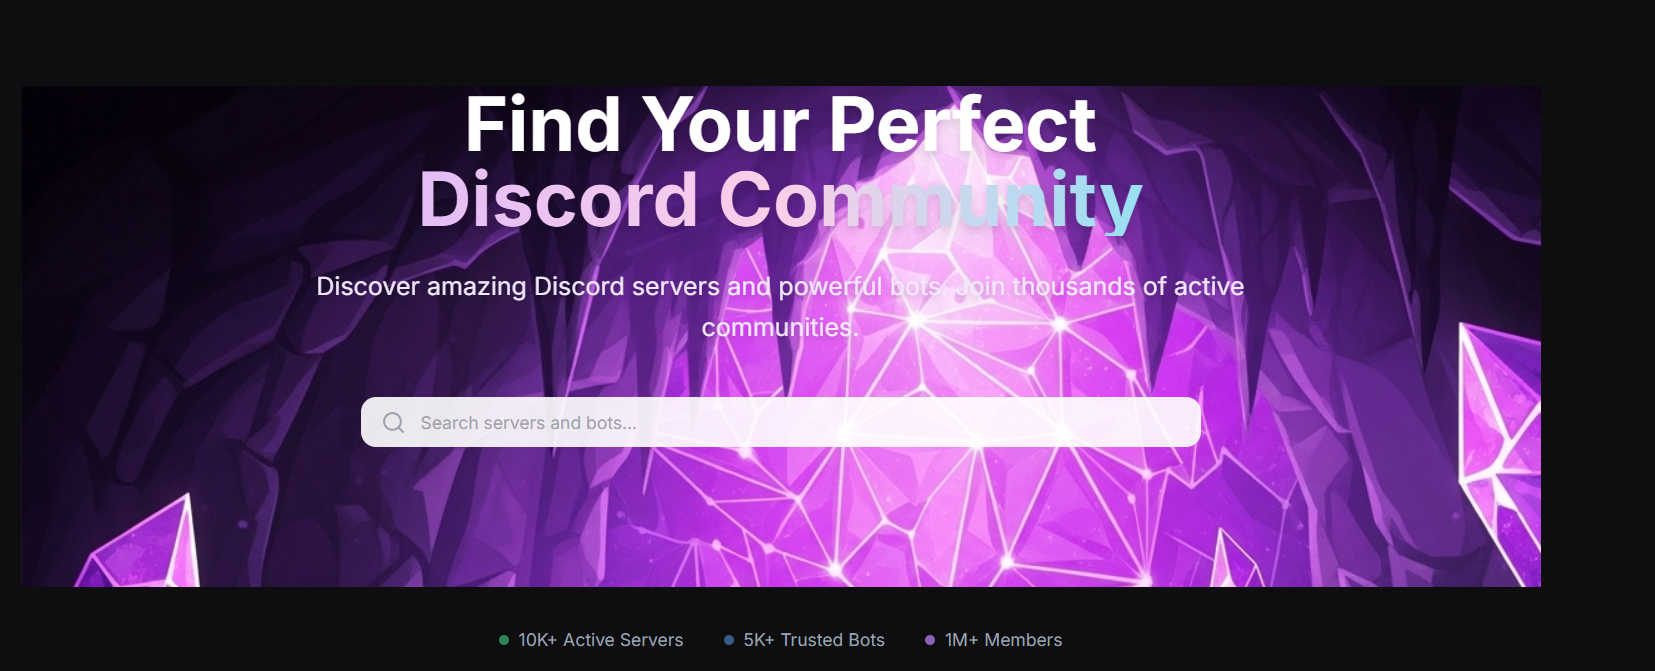 Find Your Perfect
Discord Community
Discover amazing Discord servers and powerful bots. Join thousands of active
communities.
Search servers and bots...
10K+ Active Servers
5K+ Trusted Bots
1M+ Members